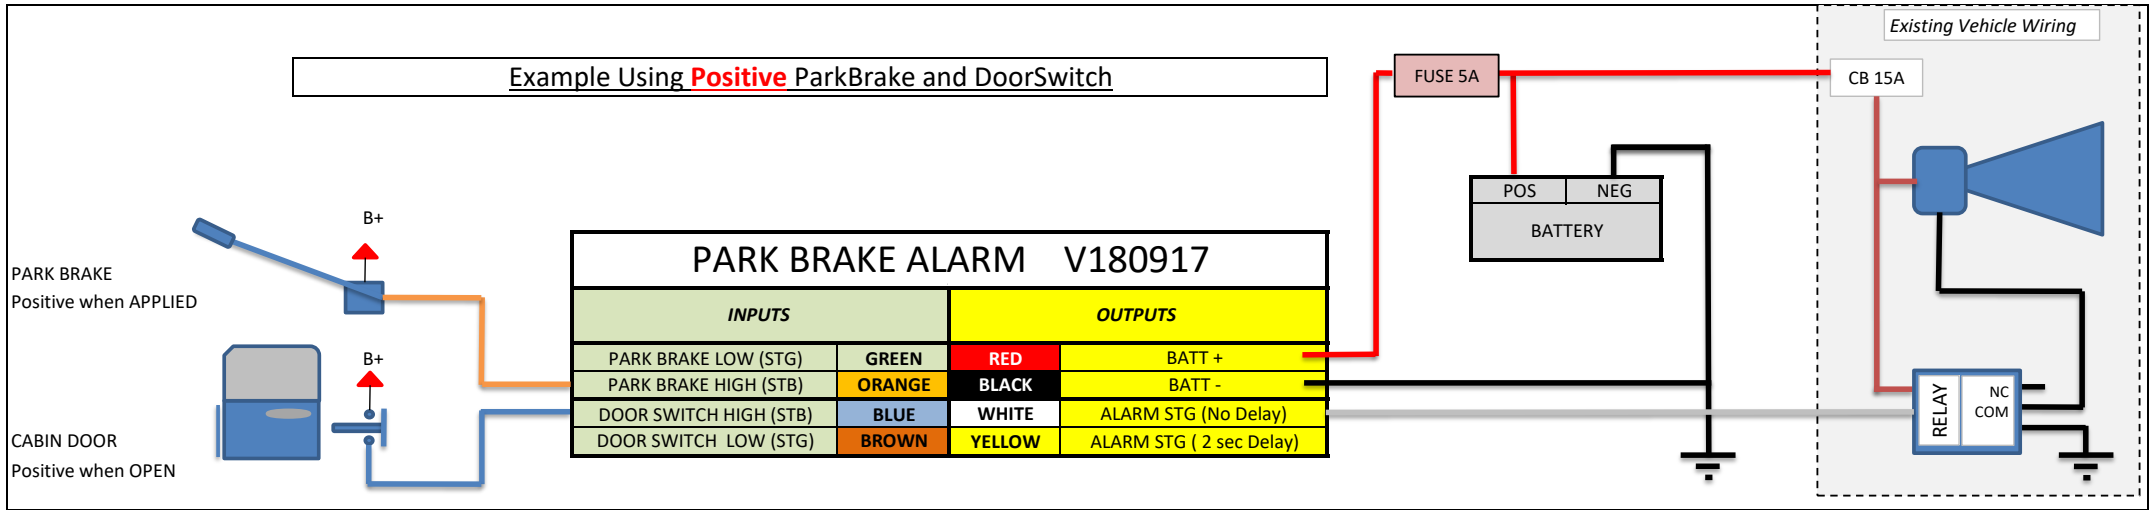 Existing Vehicle Wiring
Example Using Positive ParkBrake and DoorSwitch
FUSE 5A
CB 15A
POS NEG
BATTERY
B+
PARK BRAKE
Positive when APPLIED
B+
CABIN DOOR
Positive when OPEN
PARK BRAKE ALARM V180917
INPUTS OUTPUTS
PARK BRAKE LOW (STG) GREEN RED BATT +
PARK BRAKE HIGH (STB) ORANGE BLACK BATT -
DOOR SWITCH HIGH (STB) BLUE WHITE ALARM STG (No Delay)
DOOR SWITCH LOW (STG) BROWN YELLOW ALARM STG ( 2 sec Delay)
RELAY
NC
COM